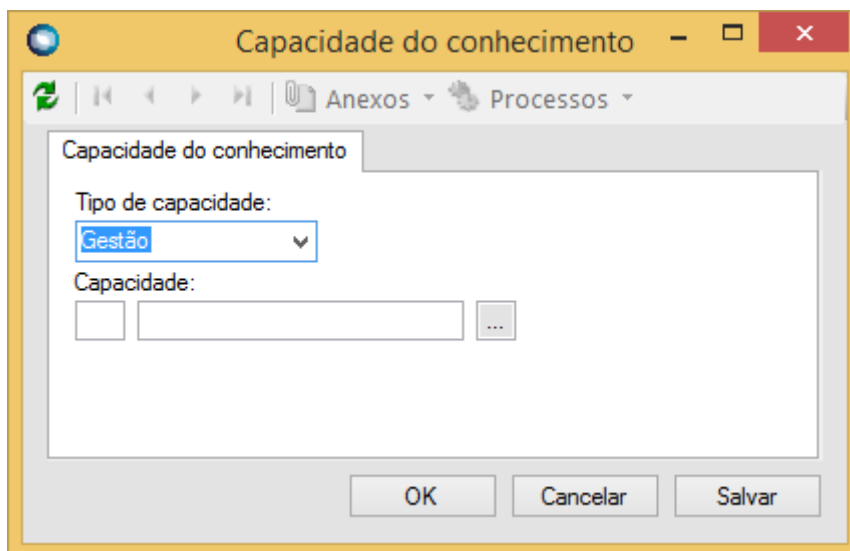 Capacidade do conhecimento
Anexos Processos
Capacidade do conhecimento
Tipo de capacidade:
Gestão
Capacidade:
...
OK Cancelar Salvar